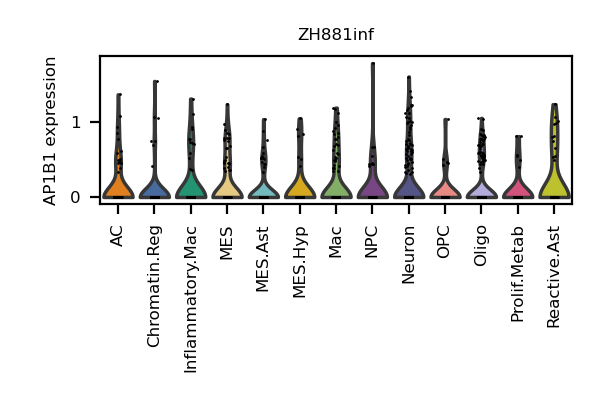 ZH881inf
AP1B1 expression
1
0
AC
Chromatin.Reg
Inflammatory.Mac
MES
MES.Ast
MES.Hyp
Mac
NPC
Neuron
OPC
Oligo
Prolif.Metab
Reactive.Ast